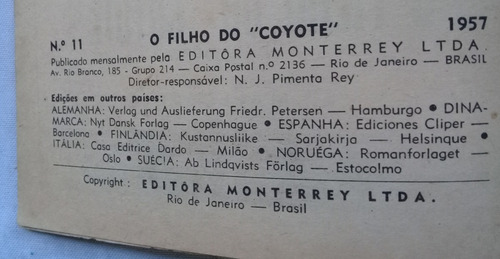 N.º 11 O FILHO DO "COYOTE" 1957
Publicado mensalmente pela EDITÔRA MONTERREY LTDA.
Av. Rio Branco, 185 - Grupo 214 — Caixa Postal n.º 2136 — Rio de Janeiro — BRASIL
Diretor-responsável: N. J. Pimenta Rey
Edições em outros países:
ALEMANHA: Verlag und Auslieferung Friedr. Petersen — Hamburgo • DINA-
MARCA: Nyt Dansk Forlag — Copenhague • ESPANHA: Ediciones Cliper —
Barcelona • FINLÂNDIA: Kustannusliike — Sarjakirja — Helsinque •
ITÁLIA: Casa Editrice Dardo — Milão • NORUÉGA: Romanforlaget —
Oslo • SUÉCIA: Ab Lindqvists Förlag — Estocolmo
Copyright: EDITÔRA MONTERREY LTDA.
Rio de Janeiro — Brasil